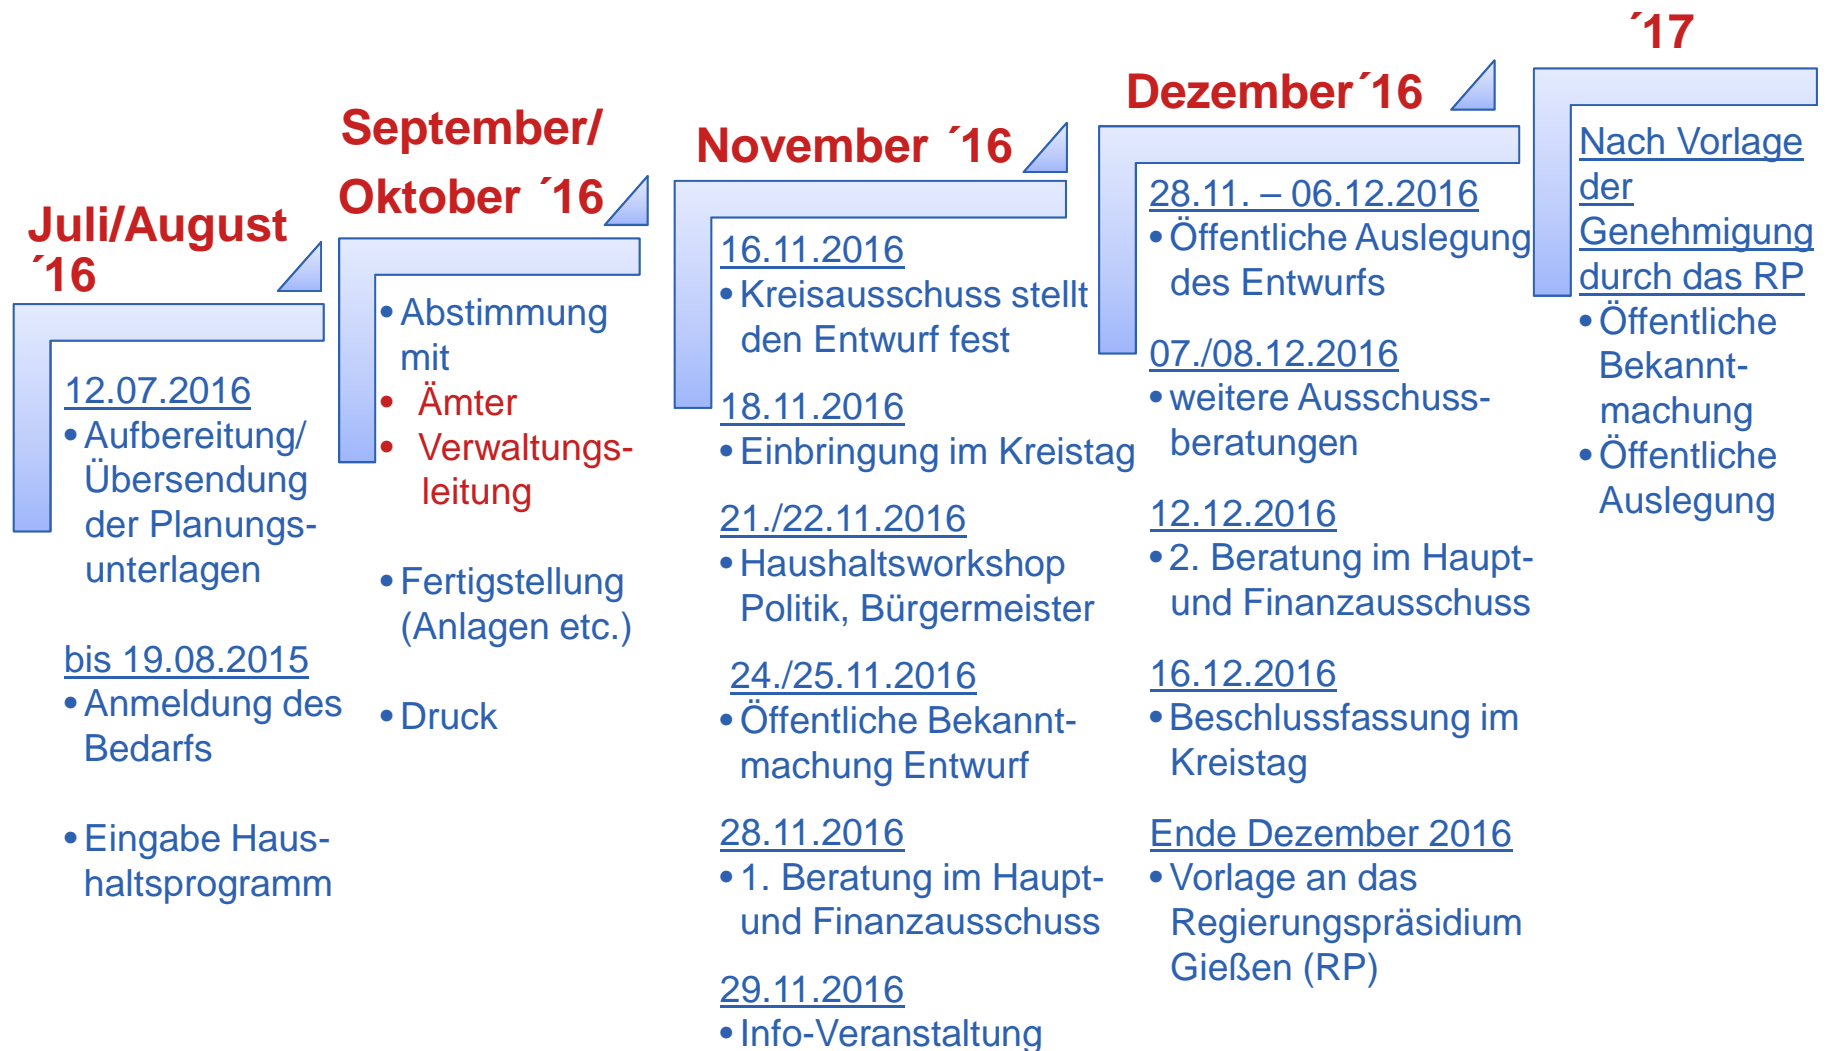 Juli/August
´16
12.07.2016
• Aufbereitung/
Übersendung
der Planungs-
unterlagen
bis 19.08.2015
• Anmeldung des
Bedarfs
• Eingabe Haus-
haltsprogramm
September/
Oktober ´16
• Abstimmung
mit
• Ämter
• Verwaltungs-
leitung
• Fertigstellung
(Anlagen etc.)
• Druck
November ´16
16.11.2016
• Kreisausschuss stellt
den Entwurf fest
18.11.2016
• Einbringung im Kreistag
21./22.11.2016
• Haushaltsworkshop
Politik, Bürgermeister
24./25.11.2016
• Öffentliche Bekannt-
machung Entwurf
28.11.2016
• 1. Beratung im Haupt-
und Finanzausschuss
29.11.2016
• Info-Veranstaltung
Dezember´16
28.11. – 06.12.2016
• Öffentliche Auslegung
des Entwurfs
07./08.12.2016
• weitere Ausschuss-
beratungen
12.12.2016
• 2. Beratung im Haupt-
und Finanzausschuss
16.12.2016
• Beschlussfassung im
Kreistag
Ende Dezember 2016
• Vorlage an das
Regierungspräsidium
Gießen (RP)
´17
Nach Vorlage
der
Genehmigung
durch das RP
• Öffentliche
Bekannt-
machung
• Öffentliche
Auslegung